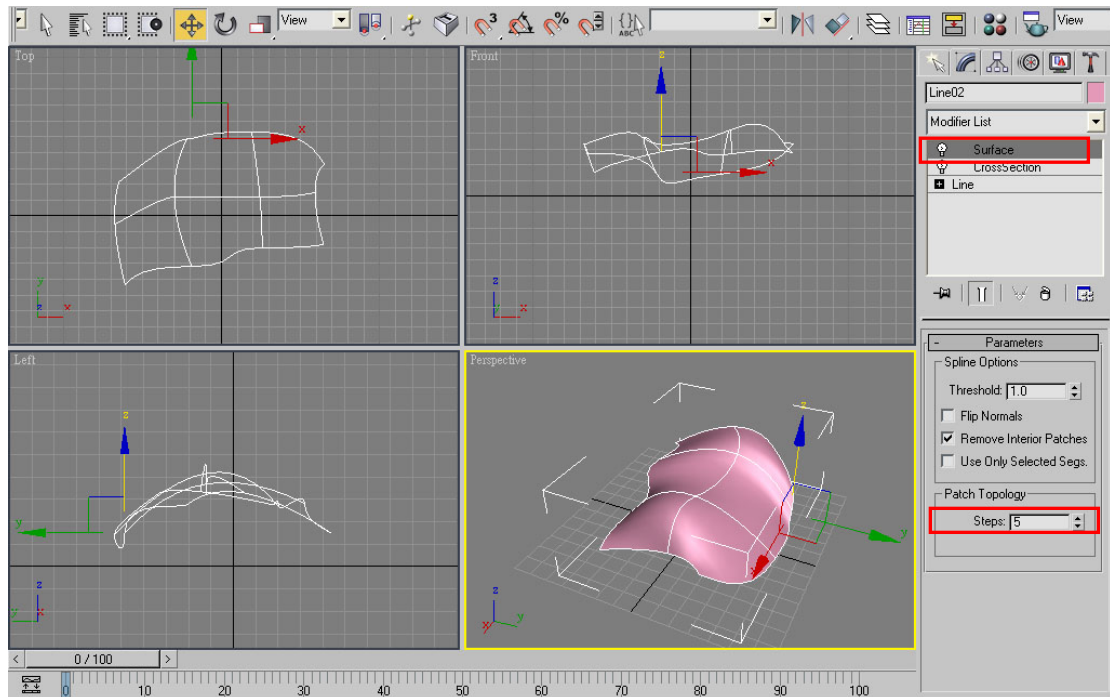 View
3
%
ABC
View
Top
x
Front
z
x
y
z
x
z
y
x
Left
z
y
z
y
x
Perspective
z
y
x
z
y
x
Line02
Modifier List
Surface
CrossSection
Line
Parameters
Spline Options
Threshold: 1.0
Flip Normals
Remove Interior Patches
Use Only Selected Segs.
Patch Topology
Steps: 5
< 0 / 100 >
0 10 20 30 40 50 60 70 80 90 100